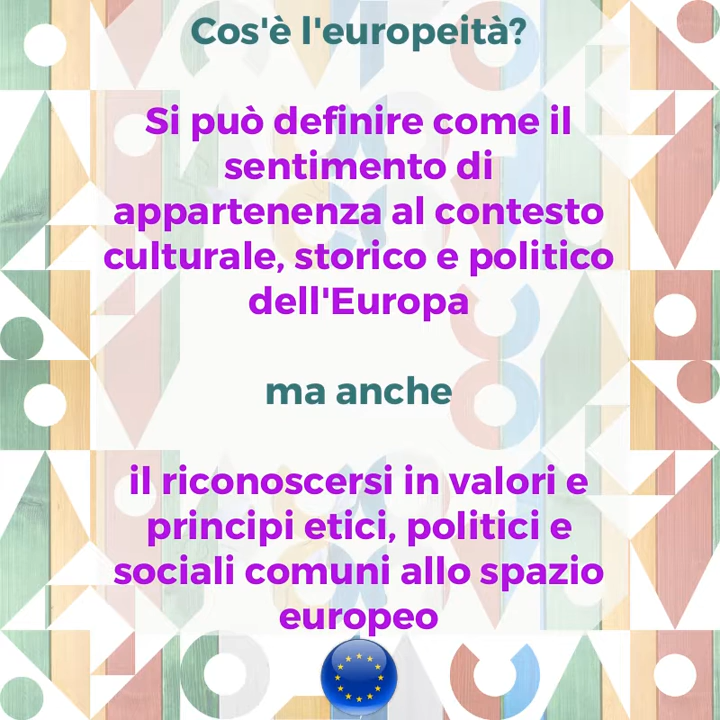 Cos'è l'europeità?
Si può definire come il
sentimento di
appartenenza al contesto
culturale, storico e politico
dell'Europa
ma anche
il riconoscersi in valori e
principi etici, politici e
sociali comuni allo spazio
europeo